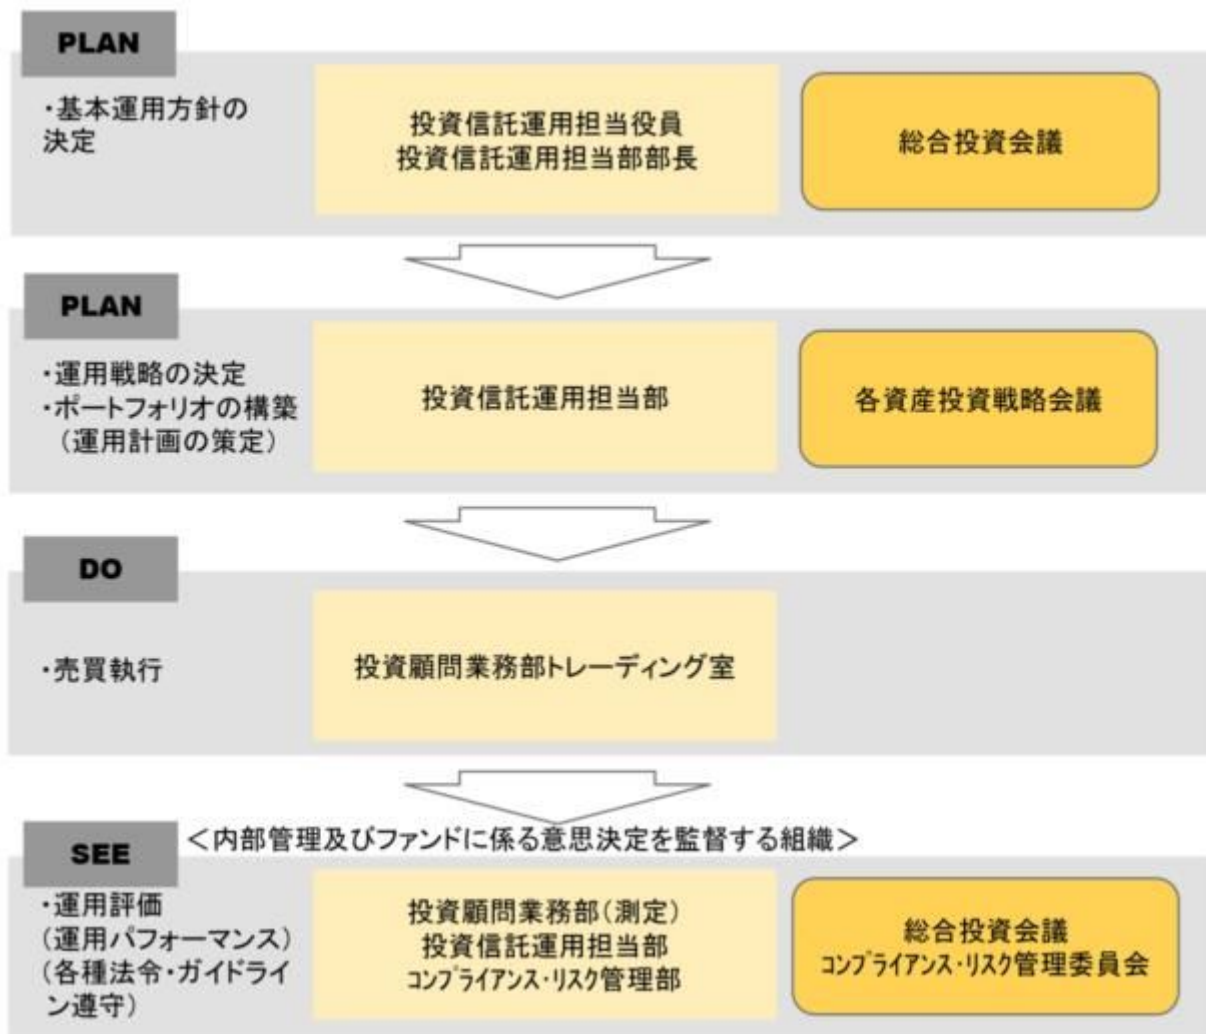 PLAN
・基本運用方針の
決定
投資信託運用担当役員
投資信託運用担当部部長
総合投資会議
PLAN
・運用戦略の決定
・ポートフォリオの構築
（運用計画の策定）
投資信託運用担当部
各資産投資戦略会議
DO
・売買執行
投資顧問業務部トレーディング室
＜内部管理及びファンドに係る意思決定を監督する組織＞
SEE
・運用評価
（運用パフォーマンス）
（各種法令・ガイドライ
ン遵守）
投資顧問業務部（測定）
投資信託運用担当部
ｺﾝﾌﾟﾗｲｱﾝｽ･ﾘｽｸ管理部
総合投資会議
ｺﾝﾌﾟﾗｲｱﾝｽ･ﾘｽｸ管理委員会